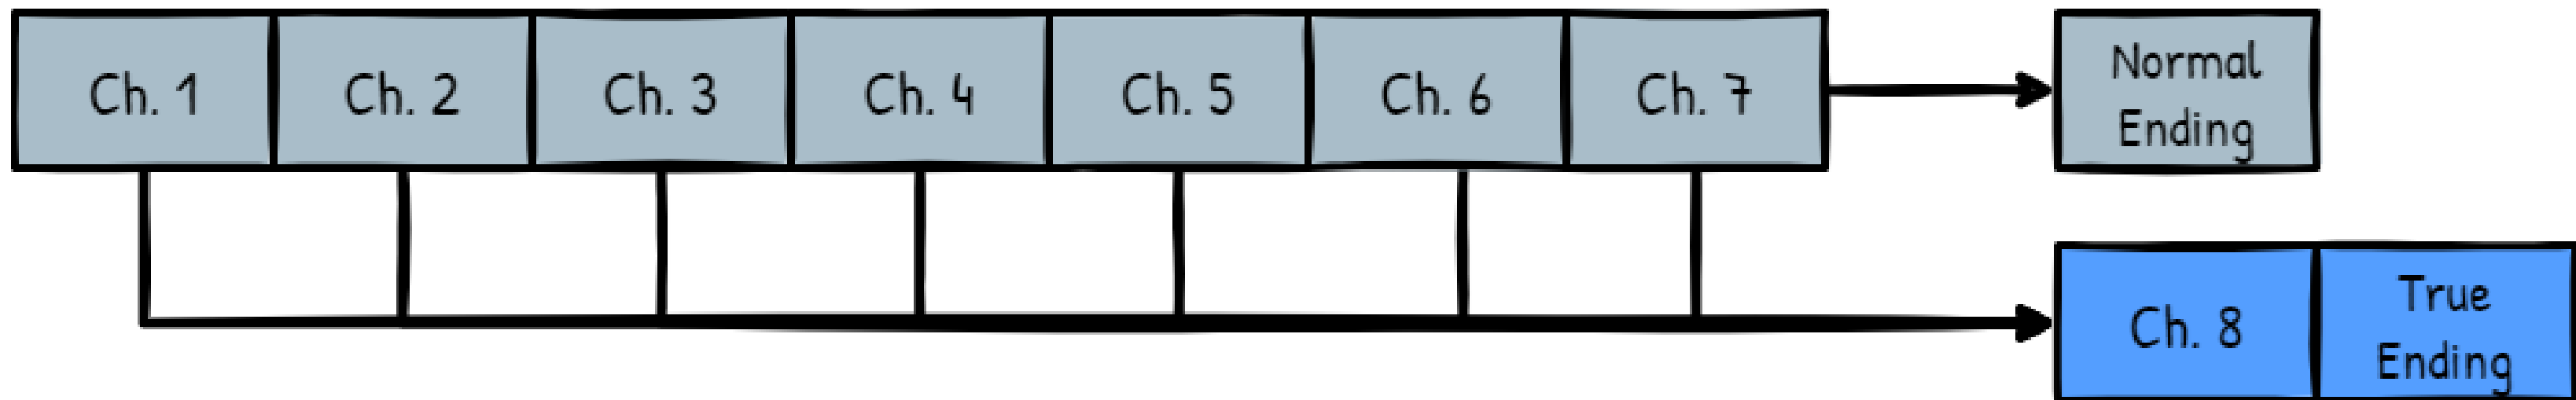 Ch. 1
Ch. 2
Ch. 3
Ch. 4
Ch. 5
Ch. 6
Ch. 7
Normal
Ending
Ch. 8
True
Ending